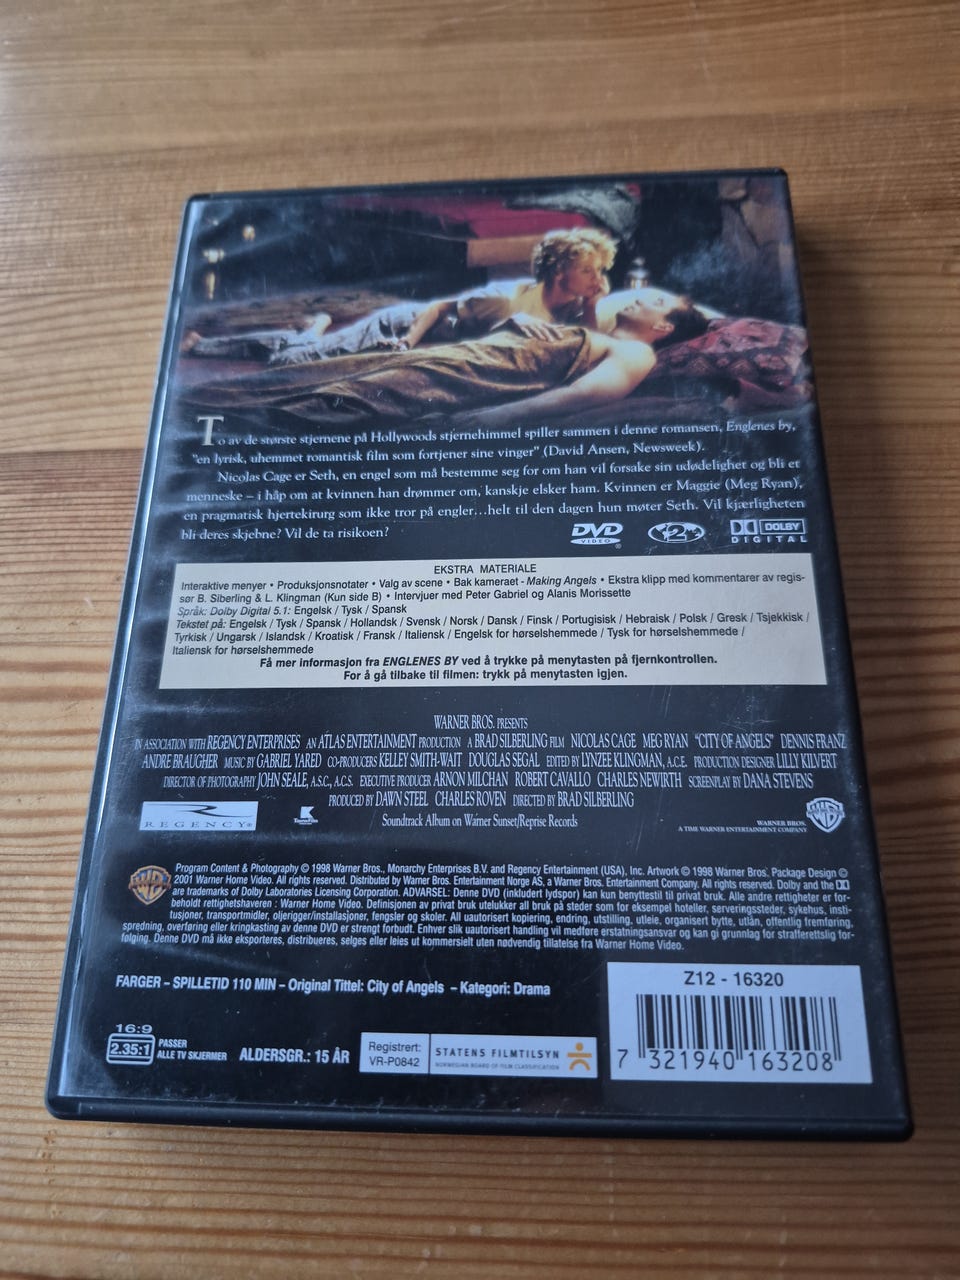 To av de største stjernene på Hollywoods stjernehimmel spiller sammen i denne romansen, Englenes by,
"en lyrisk, uhemmet romantisk film som fortjener sine vinger" (David Ansen, Newsweek).
Nicolas Cage er Seth, en engel som må bestemme seg for om han vil forsake sin udødelighet og bli et
menneske – i håp om at kvinnen han drømmer om, kanskje elsker ham. Kvinnen er Maggie (Meg Ryan),
en pragmatisk hjertekirurg som ikke tror på engler...helt til den dagen hun møter Seth. Vil kjærligheten
bli deres skjebne? Vil de ta risikoen?
DVD VIDEO ® 2 DOLBY DIGITAL
EKSTRA MATERIALE
Interaktive menyer • Produksjonsnotater • Valg av scene • Bak kameraet - Making Angels • Ekstra klipp med kommentarer av regis-
sør B. Siberling & L. Klingman (Kun side B) • Intervjuer med Peter Gabriel og Alanis Morissette
Språk: Dolby Digital 5.1: Engelsk / Tysk / Spansk
Tekstet på: Engelsk / Tysk / Spansk / Hollandsk / Svensk / Norsk / Dansk / Finsk / Portugisisk / Hebraisk / Polsk / Gresk / Tsjekkisk /
Tyrkisk / Ungarsk / Islandsk / Kroatisk / Fransk / Italiensk / Engelsk for hørselshemmede / Tysk for hørselshemmede /
Italiensk for hørselshemmede
Få mer informasjon fra ENGLENES BY ved å trykke på menytasten på fjernkontrollen.
For å gå tilbake til filmen: trykk på menytasten igjen.
WARNER BROS. PRESENTS
IN ASSOCIATION WITH REGENCY ENTERPRISES AN ATLAS ENTERTAINMENT PRODUCTION A BRAD SILBERLING FILM NICOLAS CAGE MEG RYAN "CITY OF ANGELS" DENNIS FRANZ
ANDRE BRAUGHER MUSIC BY GABRIEL YARED CO-PRODUCERS KELLEY SMITH-WAIT DOUGLAS SEGAL EDITED BY LYNZEE KLINGMAN, A.C.E. PRODUCTION DESIGNER LILLY KILVERT
DIRECTOR OF PHOTOGRAPHY JOHN SEALE, A.S.C., A.C.S. EXECUTIVE PRODUCER ARNON MILCHAN ROBERT CAVALLO CHARLES NEWIRTH SCREENPLAY BY DANA STEVENS
PRODUCED BY DAWN STEEL CHARLES ROVEN DIRECTED BY BRAD SILBERLING
REGENCY®
TaurusFilm
Soundtrack Album on Warner Sunset/Reprise Records
WARNER BROS.
A TIME WARNER ENTERTAINMENT COMPANY
Program Content & Photography © 1998 Warner Bros., Monarchy Enterprises B.V. and Regency Entertainment (USA), Inc. Artwork © 1998 Warner Bros. Package Design ©
2001 Warner Home Video. All rights reserved. Distributed by Warner Bros. Entertainment Norge AS, a Warner Bros. Entertainment Company. All rights reserved. Dolby and the
are trademarks of Dolby Laboratories Licensing Corporation. ADVARSEL: Denne DVD (inkludert lydspor) kan kun benyttestil til privat bruk. Alle andre rettigheter er for-
beholdt rettighetshaveren : Warner Home Video. Definisjonen av privat bruk utelukker all bruk på steder som for eksempel hoteller, serveringssteder, sykehus, insti-
tusjoner, transportmidler, oljerigger/installasjoner, fengsler og skoler. All uautorisert kopiering, endring, utstilling, utleie, organisert bytte, utlån, offentlig fremføring,
spredning, overføring eller kringkasting av denne DVD er strengt forbudt. Enhver slik uautorisert handling vil medføre erstatningsansvar og kan gi grunnlag for strafferettslig for-
følging. Denne DVD må ikke eksporteres, distribueres, selges eller leies ut kommersielt uten nødvendig tillatelse fra Warner Home Video.
FARGER – SPILLETID 110 MIN – Original Tittel: City of Angels – Kategori: Drama
16:9
2.35:1
PASSER
ALLE TV SKJERMER
ALDERSGR.: 15 ÅR
Registrert:
VR-P0842
STATENS FILMTILSYN
NORWEGIAN BOARD OF FILM CLASSIFICATION
Z12 - 16320
7 321940 163208